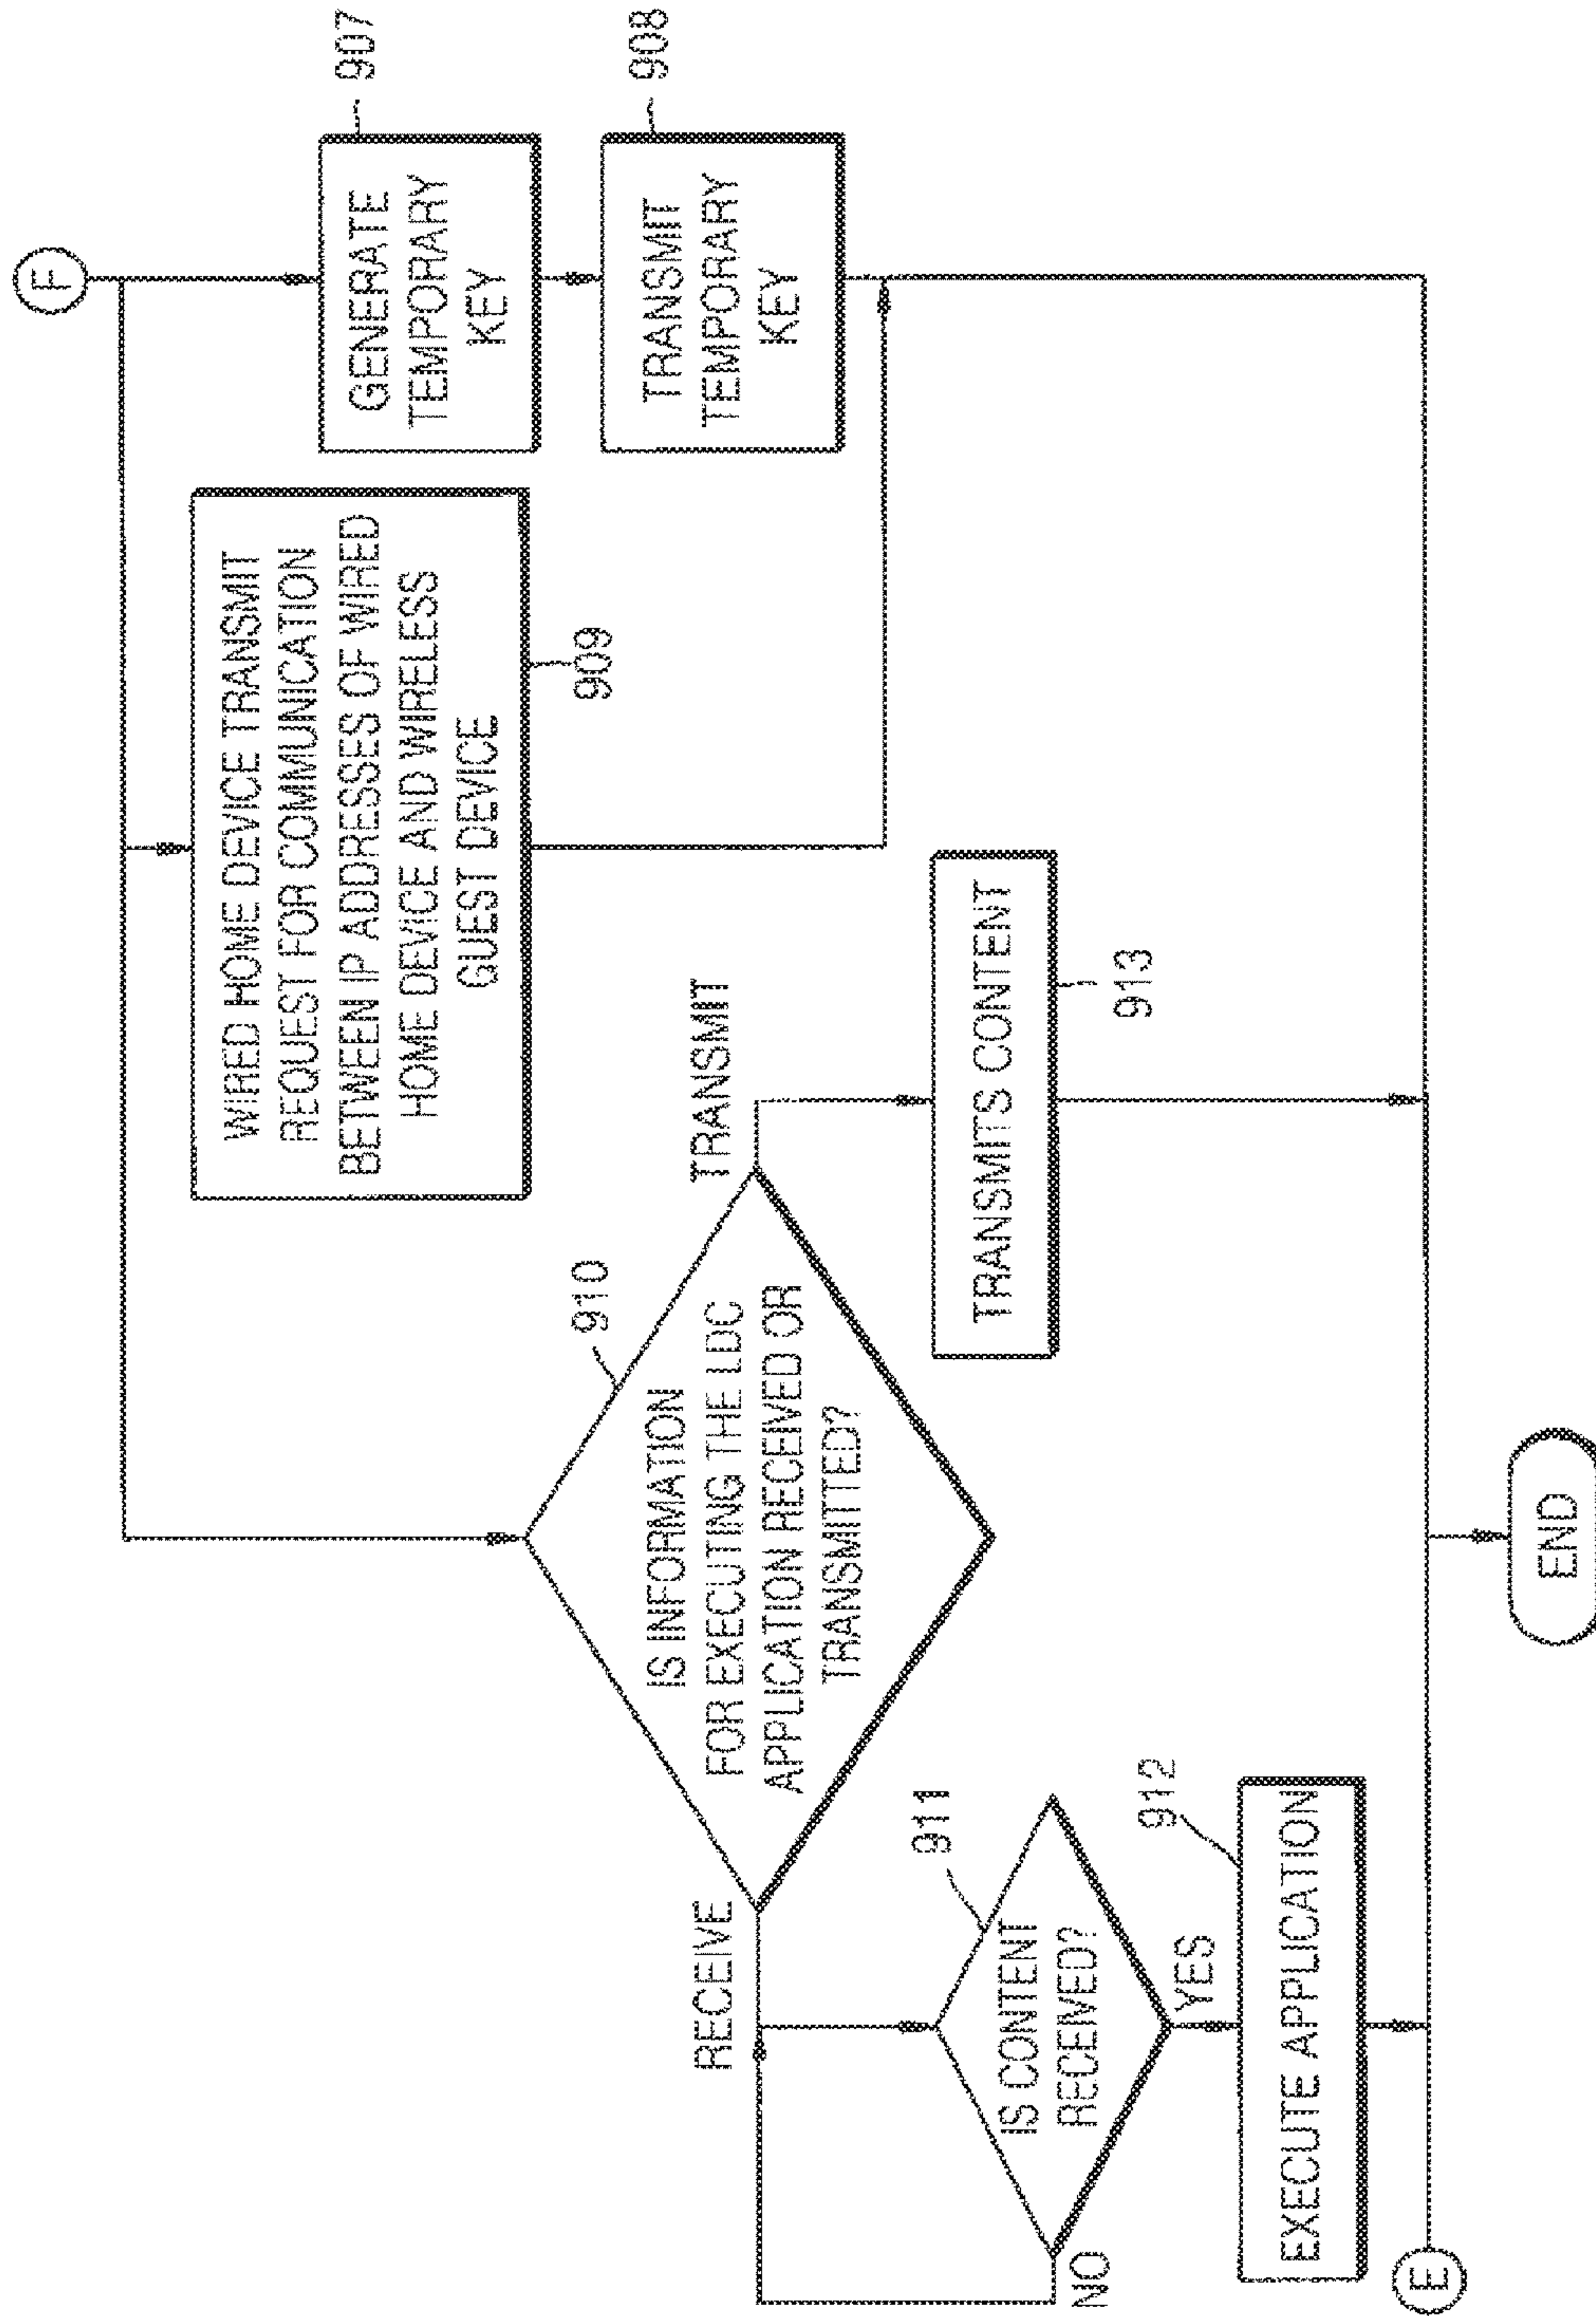 F
GENERATE
TEMPORARY
KEY
907
TRANSMIT
TEMPORARY
KEY
908
WIRED HOME DEVICE TRANSMIT
REQUEST FOR COMMUNICATION
BETWEEN IP ADDRESSES OF WIRED
HOME DEVICE AND WIRELESS
GUEST DEVICE
909
910
IS INFORMATION
FOR EXECUTING THE LDC
APPLICATION RECEIVED OR
TRANSMITTED?
TRANSMIT
TRANSMITS CONTENT
913
RECEIVE
911
IS CONTENT
RECEIVED?
NO
YES
912
EXECUTE APPLICATION
E
END